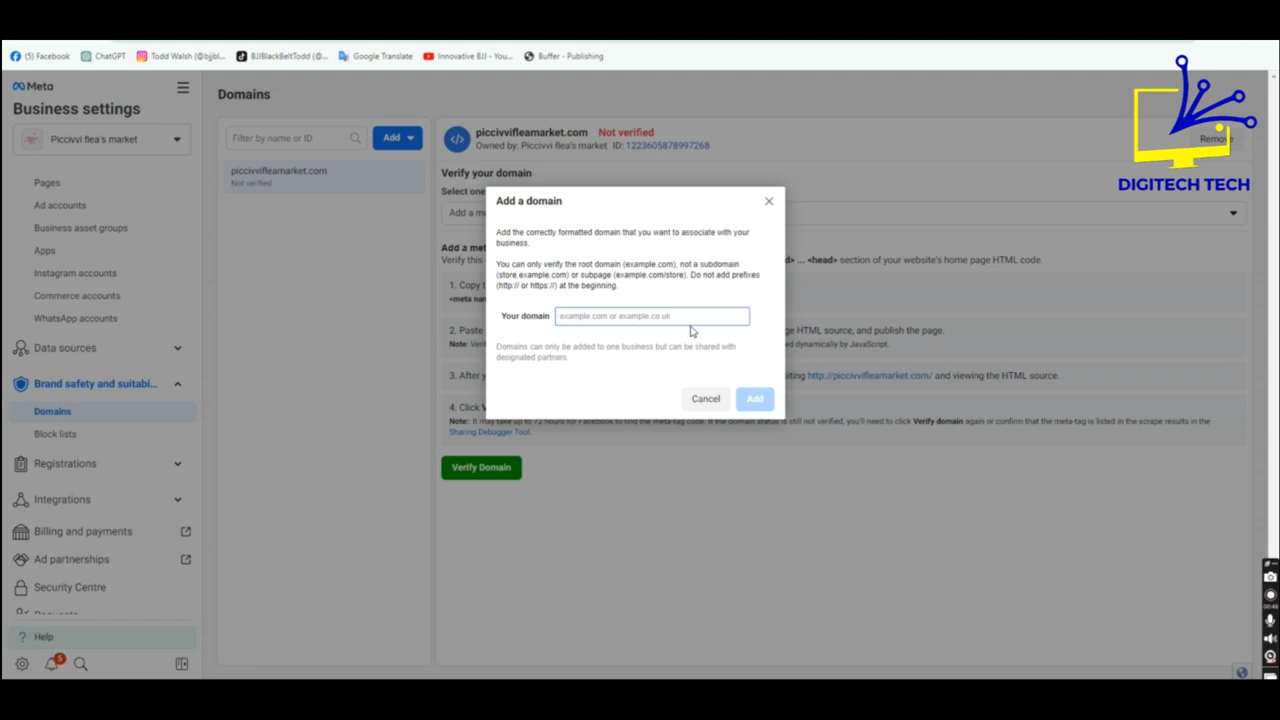 (5) Facebook ChatGPT Todd Walsh (@bjjbl... BJJBlackBeltTodd (@... Google Translate Innovative BJJ - You... Buffer - Publishing
Meta
Business settings
Piccivvi flea's market
Pages
Ad accounts
Business asset groups
Apps
Instagram accounts
Commerce accounts
WhatsApp accounts
Data sources
Brand safety and suitabi...
Domains
Block lists
Registrations
Integrations
Billing and payments
Ad partnerships
Security Centre
Requests
Help
5
Domains
Filter by name or ID
Add
piccivvifleamarket.com
Not verified
piccivvifleamarket.com Not verified
Owned by: Piccivvi flea's market ID: 1223605878997268
Remove
DIGITECH TECH
Verify your domain
Select one
Add a me
Add a met
Verify this d> ... <head> section of your website's home page HTML code.
1. Copy t
<meta nam
2. Paste ge HTML source, and publish the page.
Note: Veri ed dynamically by JavaScript.
3. After y siting http://piccivvifleamarket.com/ and viewing the HTML source.
4. Click V
Note: It may take up to 72 hours for Facebook to find the meta-tag code. If the domain status is still not verified, you'll need to click Verify domain again or confirm that the meta-tag is listed in the scrape results in the
Sharing Debugger Tool.
Verify Domain
Add a domain
Add the correctly formatted domain that you want to associate with your
business.
You can only verify the root domain (example.com), not a subdomain
(store.example.com) or subpage (example.com/store). Do not add prefixes
(http:// or https://) at the beginning.
Your domain example.com or example.co.uk
Domains can only be added to one business but can be shared with
designated partners.
Cancel Add
00:48